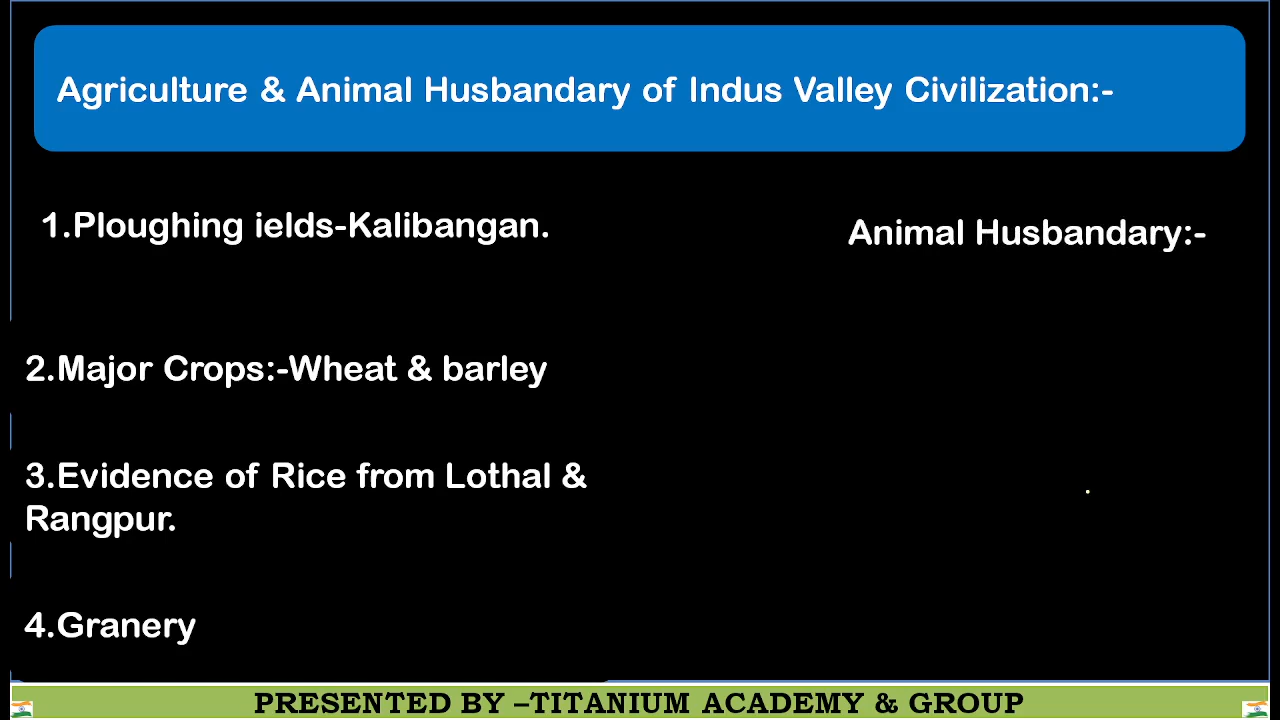 Agriculture & Animal Husbandary of Indus Valley Civilization:-
1.Ploughing ields-Kalibangan.
Animal Husbandary:-
2.Major Crops:-Wheat & barley
3.Evidence of Rice from Lothal &
Rangpur.
4.Granery
PRESENTED BY –TITANIUM ACADEMY & GROUP